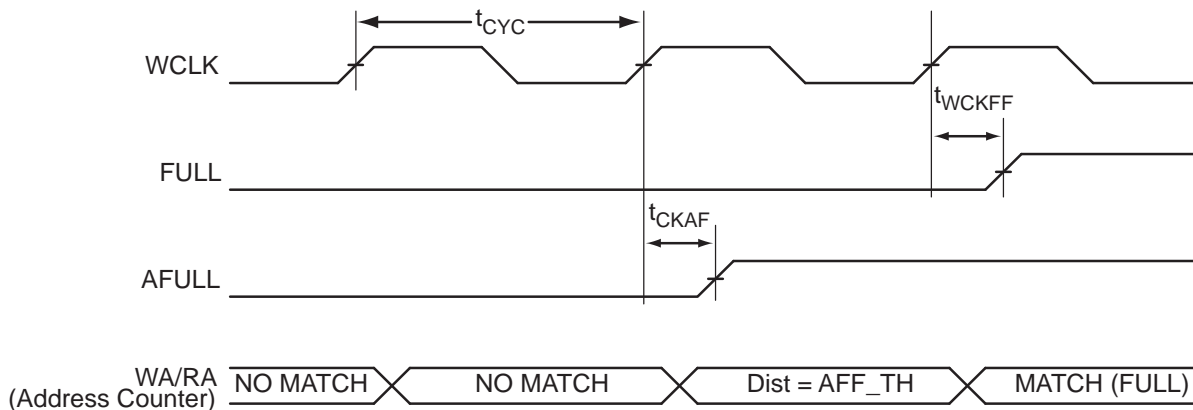 tCYC
WCLK
tWCKFF
FULL
tCKAF
AFULL
WA/RA
(Address Counter)
NO MATCH
NO MATCH
Dist = AFF_TH
MATCH (FULL)